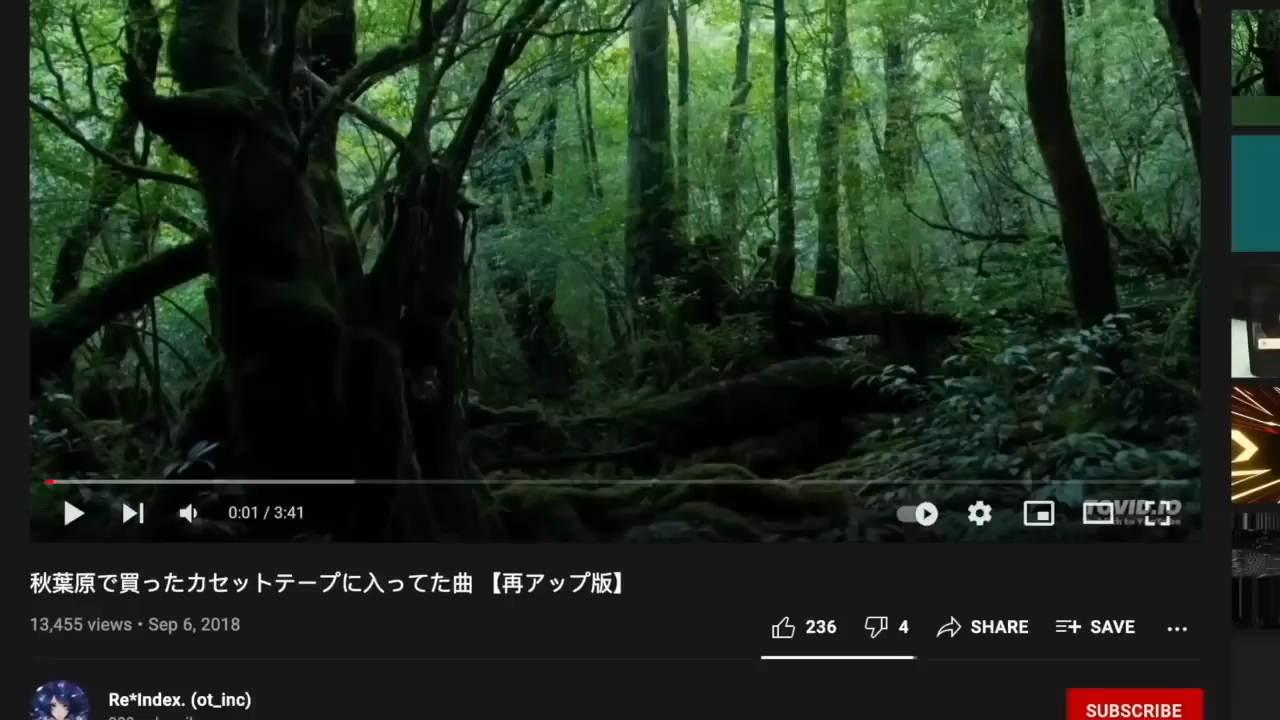 0:01 / 3:41
TOVID.IO
秋葉原で買ったカセットテープに入ってた曲 【再アップ版】
13,455 views • Sep 6, 2018
236
4
SHARE
SAVE
Re*Index. (ot_inc)
SUBSCRIBE